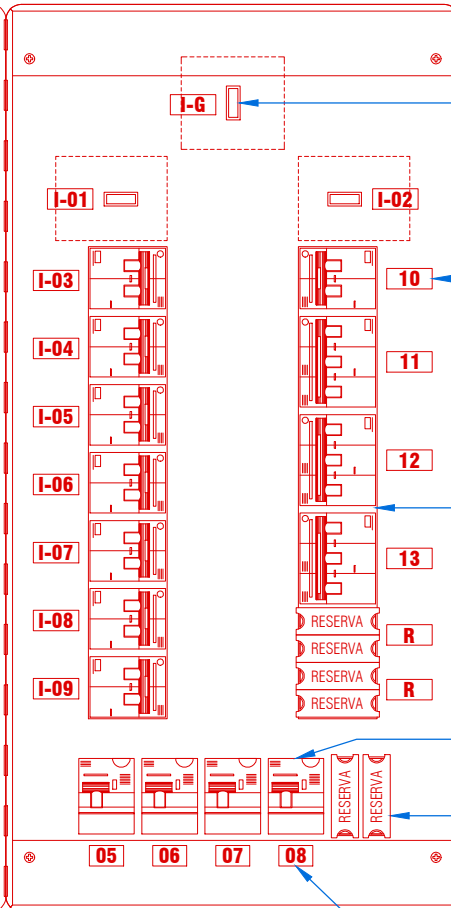 I-G
I-01
I-02
I-03
10
I-04
11
I-05
I-06
12
I-07
13
I-08
RESERVA
R
RESERVA
I-09
RESERVA
R
RESERVA
RESERVA
RESERVA
05
06
07
08